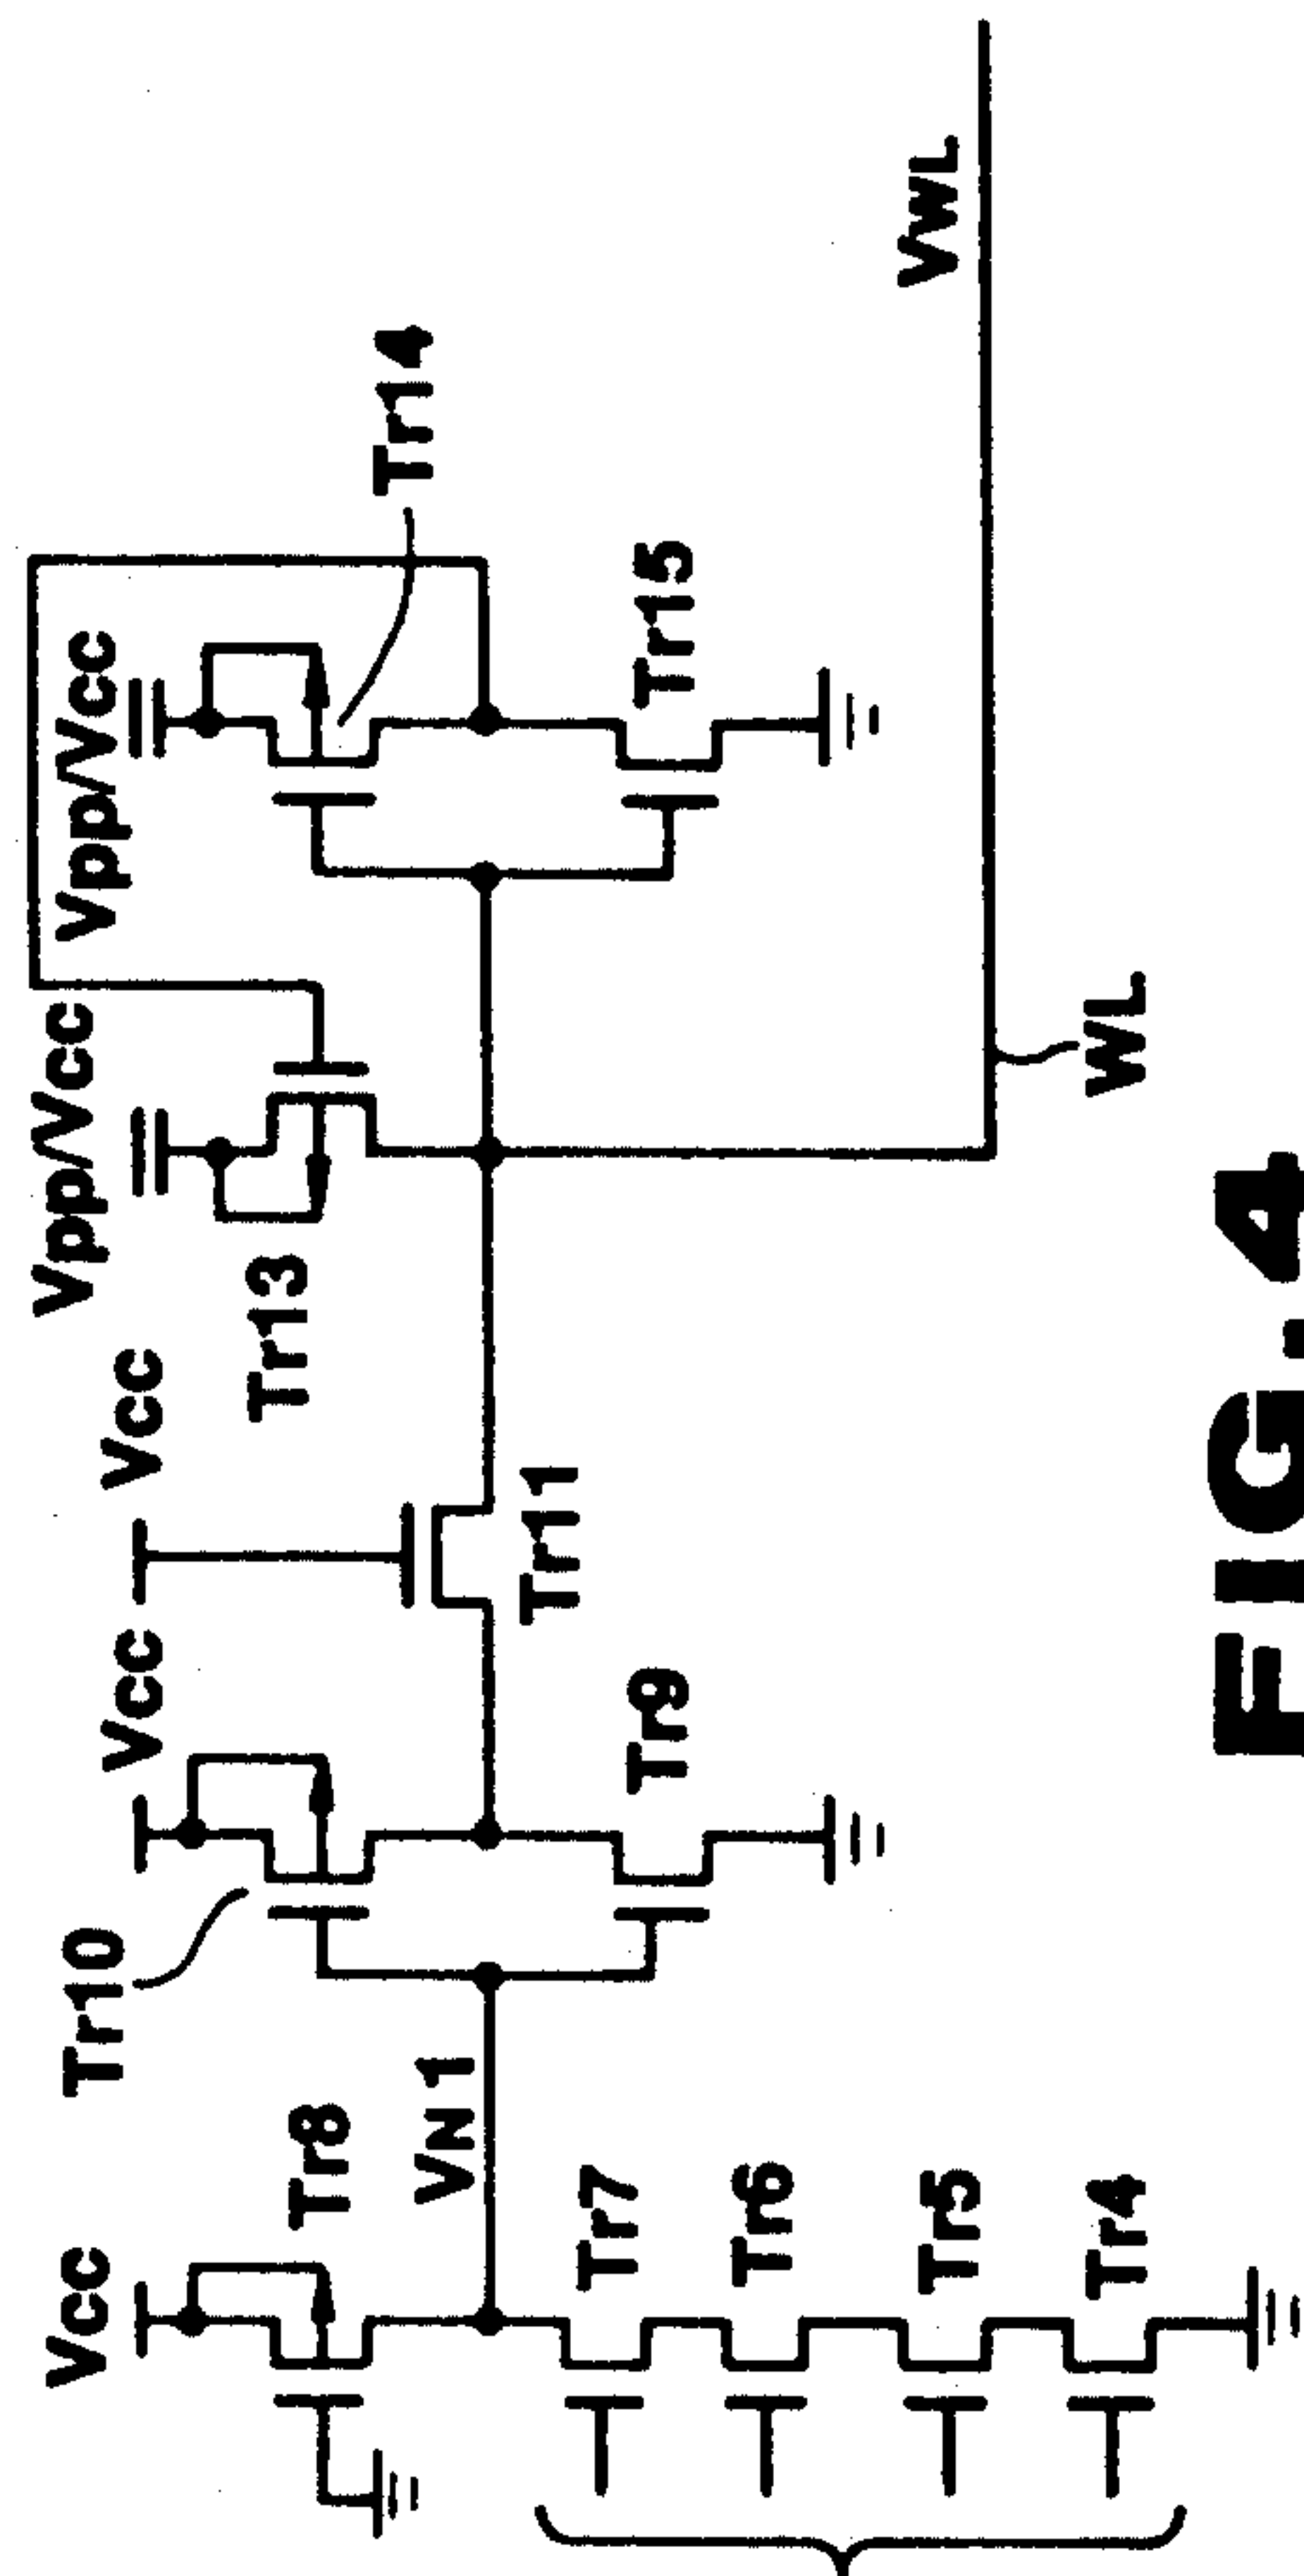 Vcc
Tr8
VN1
Tr7
Tr6
Tr5
Tr4
Tr10
Vcc
Tr9
Vcc
Tr11
Vpp/Vcc
Tr13
Vpp/Vcc
Tr14
Tr15
WL
VWL
FIG. 4